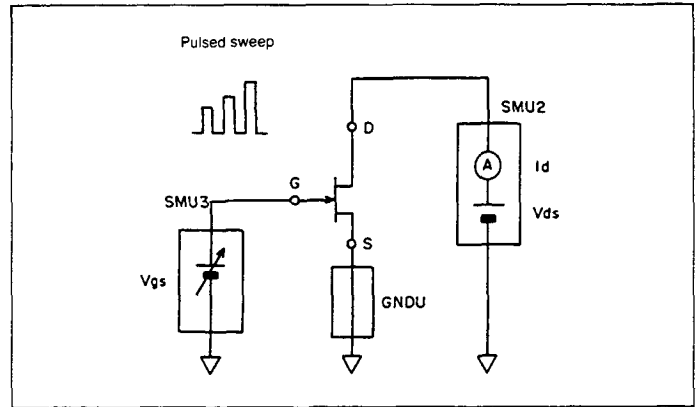 Pulsed sweep
SMU2
D
A
Id
G
SMU3
Vds
S
Vgs
GNDU